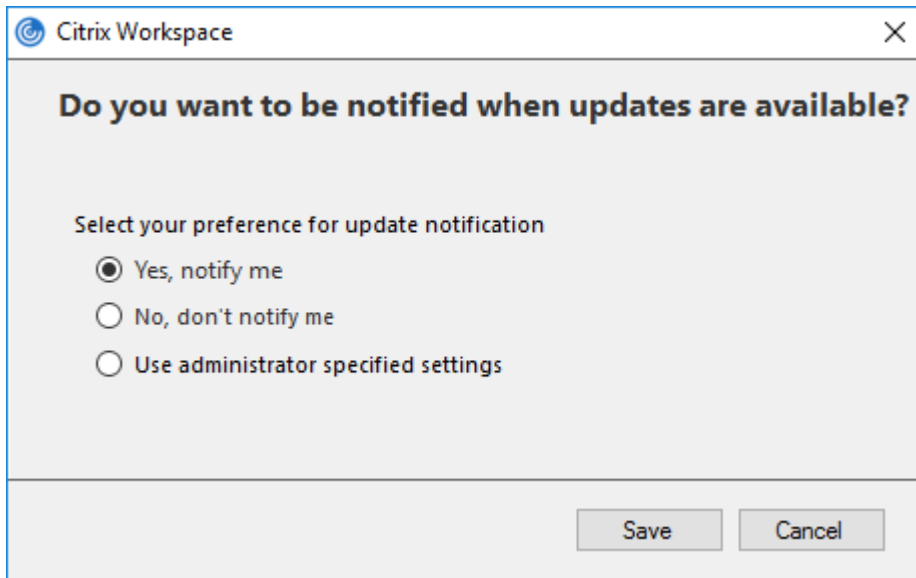 Citrix Workspace
Do you want to be notified when updates are available?
Select your preference for update notification
Yes, notify me
No, don't notify me
Use administrator specified settings
Save Cancel